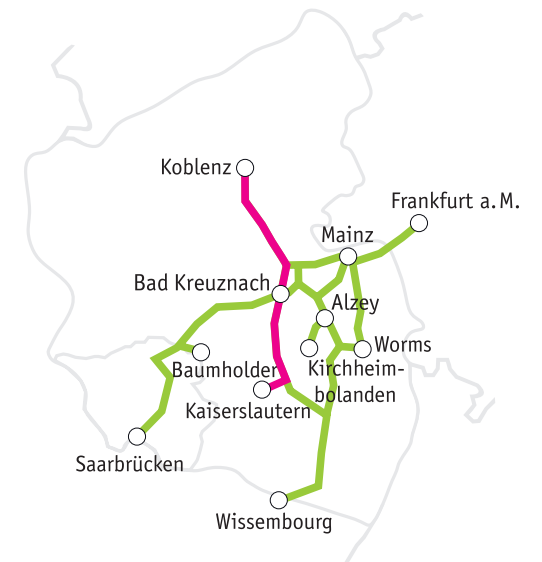 Koblenz
Frankfurt a. M.
Mainz
Bad Kreuznach
Alzey
Worms
Baumholder
Kirchheim-
bolanden
Kaiserslautern
Saarbrücken
Wissembourg